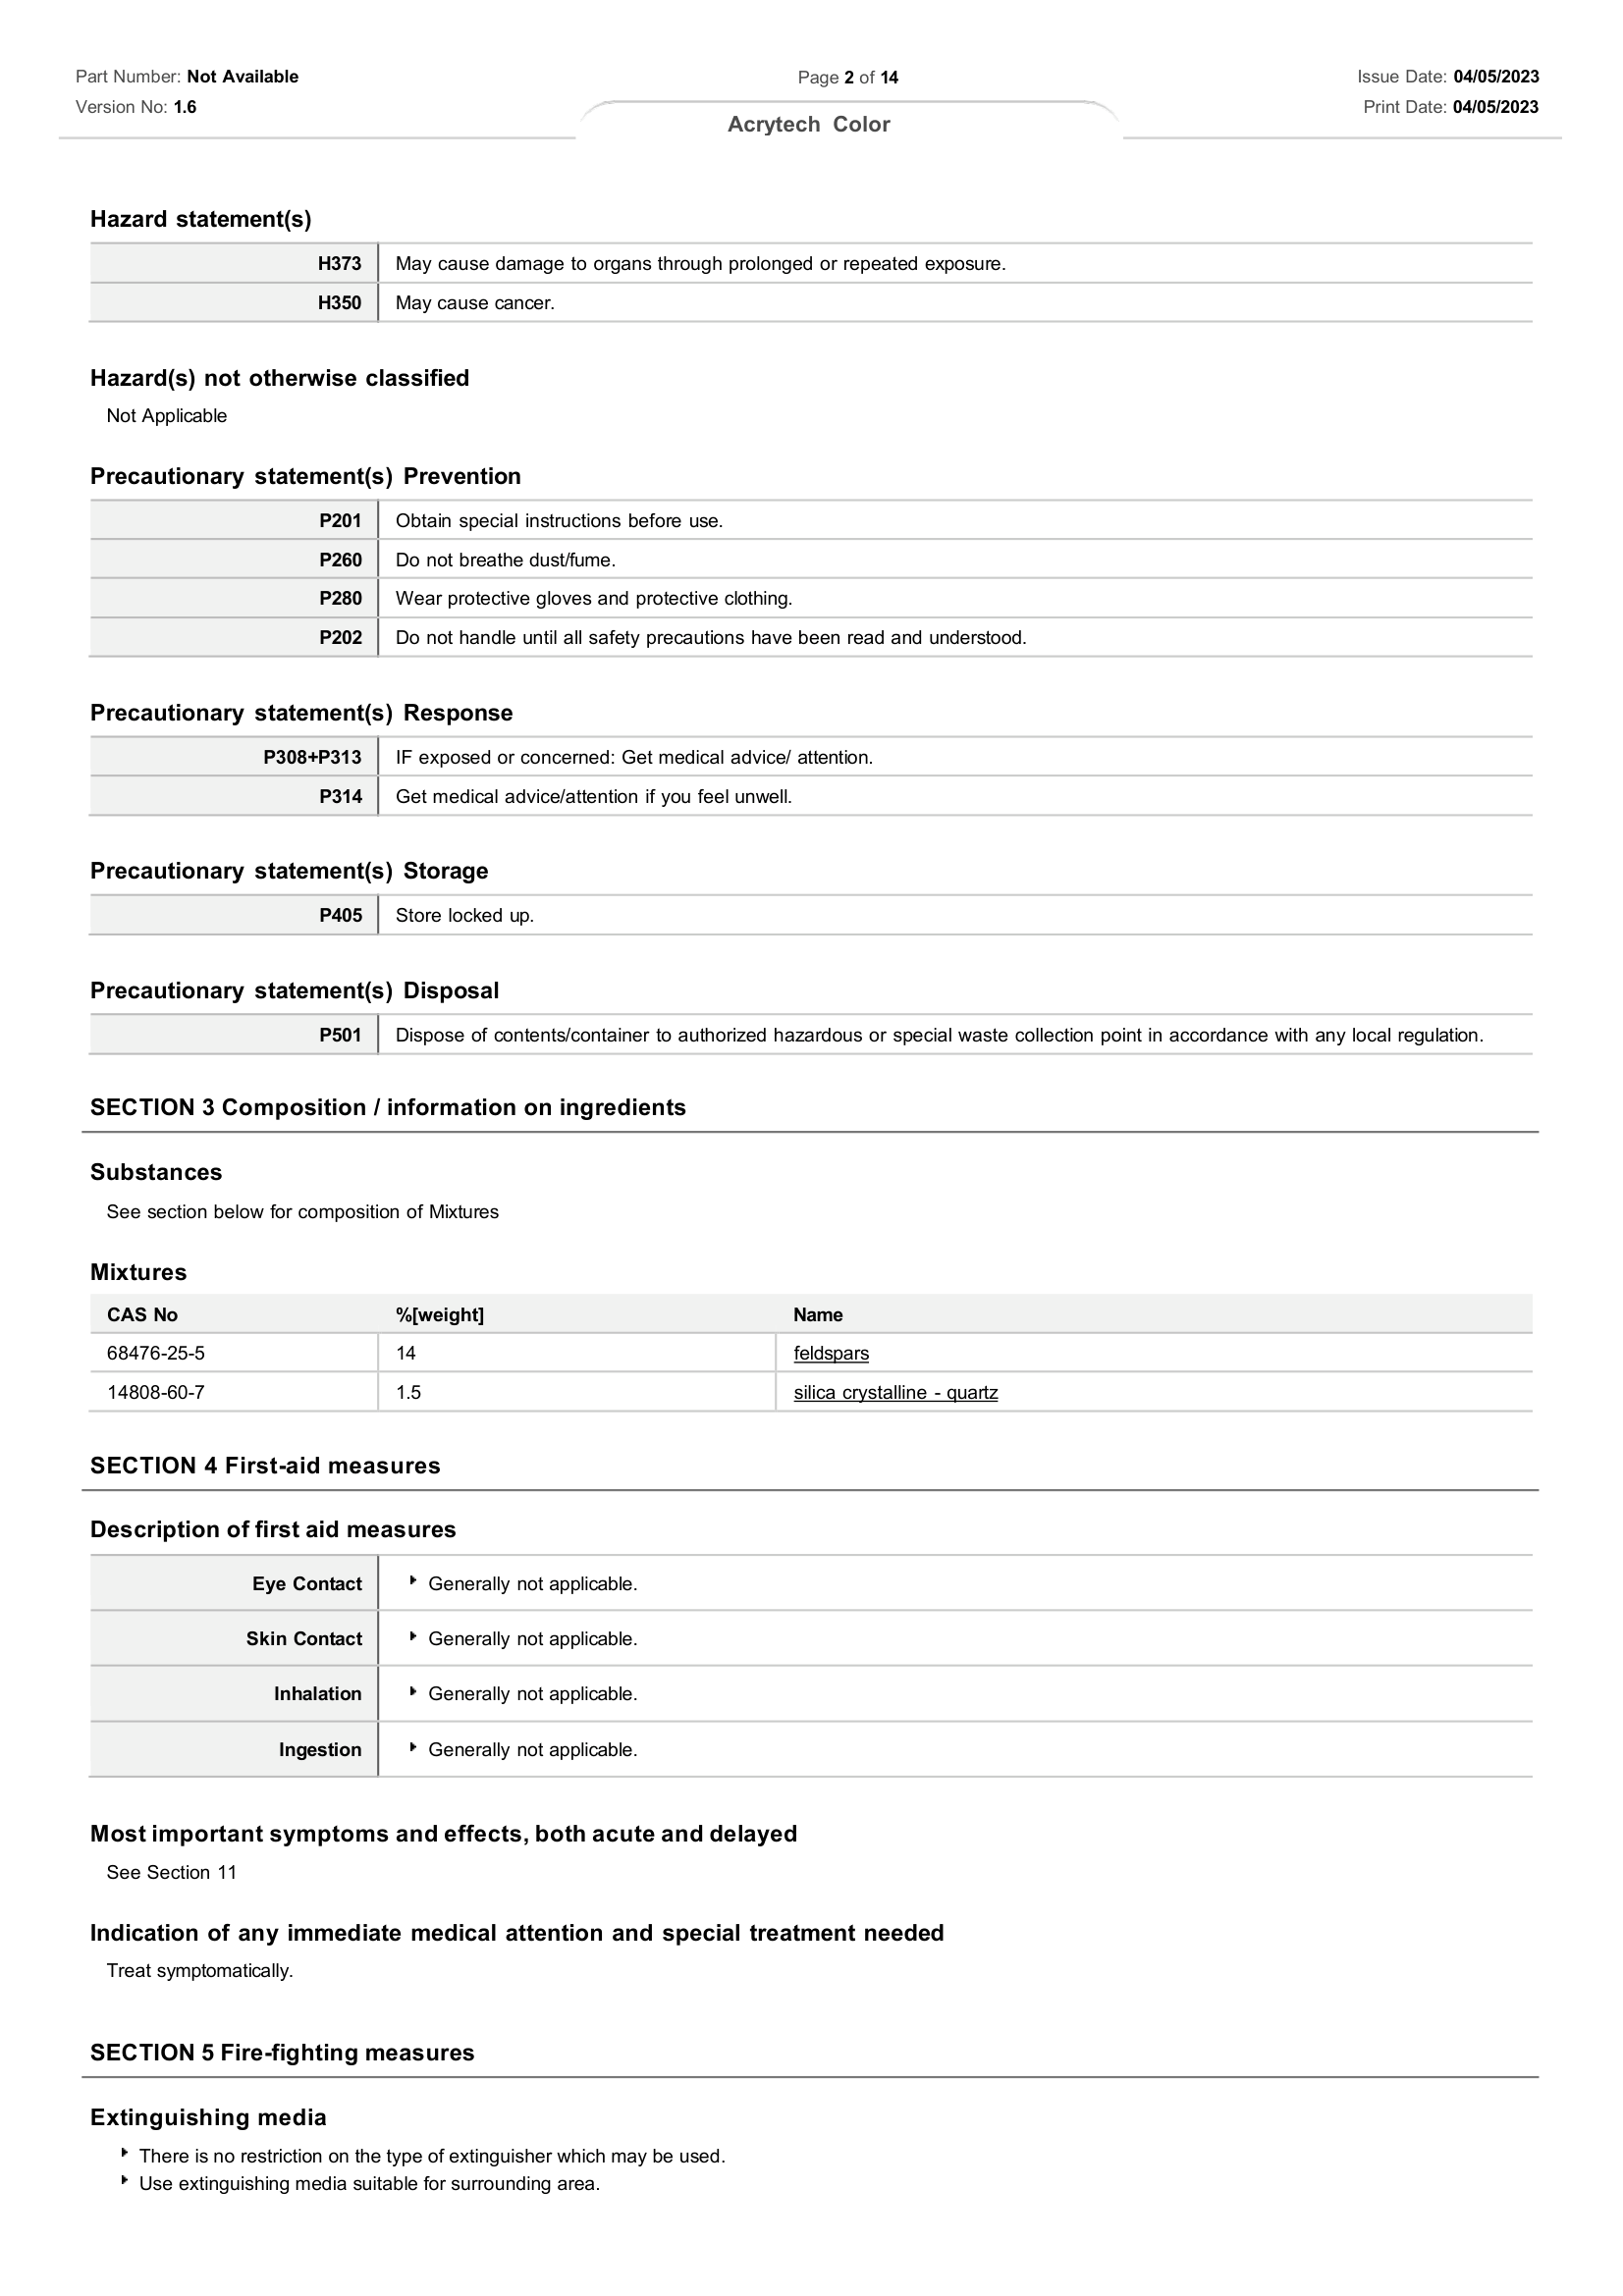 Part Number: Not Available
Page 2 of 14
Issue Date: 04/05/2023
Version No: 1.6
Print Date: 04/05/2023
Acrytech Color
Hazard statement(s)
H373 May cause damage to organs through prolonged or repeated exposure.
H350 May cause cancer.
Hazard(s) not otherwise classified
Not Applicable
Precautionary statement(s) Prevention
P201 Obtain special instructions before use.
P260 Do not breathe dust/fume.
P280 Wear protective gloves and protective clothing.
P202 Do not handle until all safety precautions have been read and understood.
Precautionary statement(s) Response
P308+P313 IF exposed or concerned: Get medical advice/ attention.
P314 Get medical advice/attention if you feel unwell.
Precautionary statement(s) Storage
P405 Store locked up.
Precautionary statement(s) Disposal
P501 Dispose of contents/container to authorized hazardous or special waste collection point in accordance with any local regulation.
SECTION 3 Composition / information on ingredients
Substances
See section below for composition of Mixtures
Mixtures
CAS No %[weight] Name
68476-25-5 14 feldspars
14808-60-7 1.5 silica crystalline - quartz
SECTION 4 First-aid measures
Description of first aid measures
Eye Contact Generally not applicable.
Skin Contact Generally not applicable.
Inhalation Generally not applicable.
Ingestion Generally not applicable.
Most important symptoms and effects, both acute and delayed
See Section 11
Indication of any immediate medical attention and special treatment needed
Treat symptomatically.
SECTION 5 Fire-fighting measures
Extinguishing media
There is no restriction on the type of extinguisher which may be used.
Use extinguishing media suitable for surrounding area.